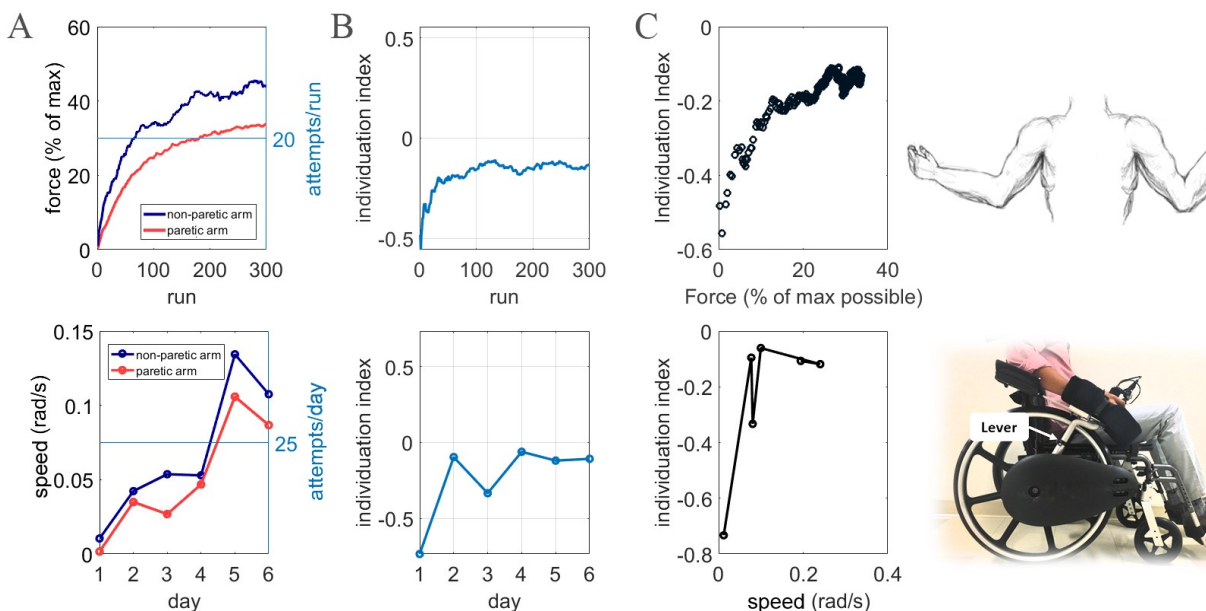 A
60
40
20
0
force (% of max)
20
attempts/run
non-paretic arm
paretic arm
0
100
200
300
run
B
0.5
0
-0.5
individuation index
0
100
200
300
run
C
0
-0.2
-0.4
-0.6
Individuation Index
0
20
40
Force (% of max possible)
0.15
0.1
0.05
0
speed (rad/s)
non-paretic arm
paretic arm
25
attempts/day
1
2
3
4
5
6
day
0
-0.5
individuation index
1
2
3
4
5
6
day
0
-0.2
-0.4
-0.6
-0.8
individuation index
0
0.2
0.4
speed (rad/s)
Lever